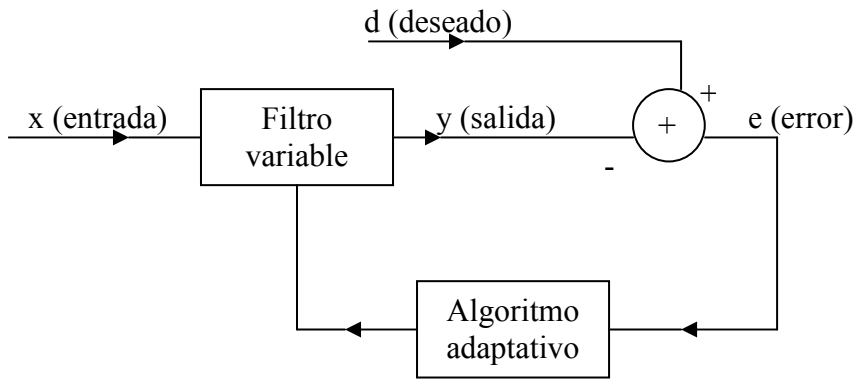 d (deseado)
+
x (entrada)
Filtro
variable
y (salida)
+
e (error)
-
Algoritmo
adaptativo